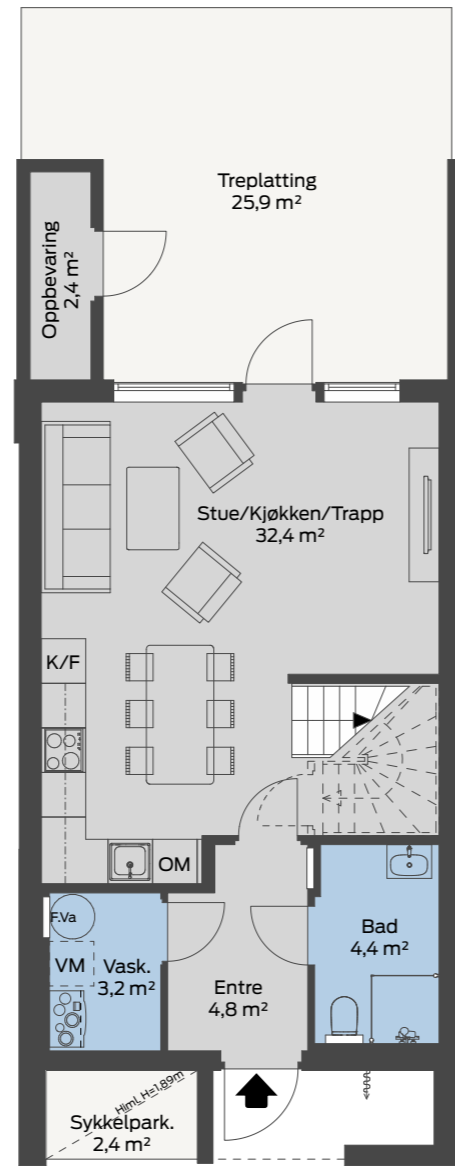 Treplatting
25,9 m²
Oppbevaring
2,4 m²
Stue/Kjøkken/Trapp
32,4 m²
K/F
OM
F.Va
VM
Vask.
3,2 m²
Bad
4,4 m²
Entre
4,8 m²
Himl. H=1,89m
Sykkelpark.
2,4 m²